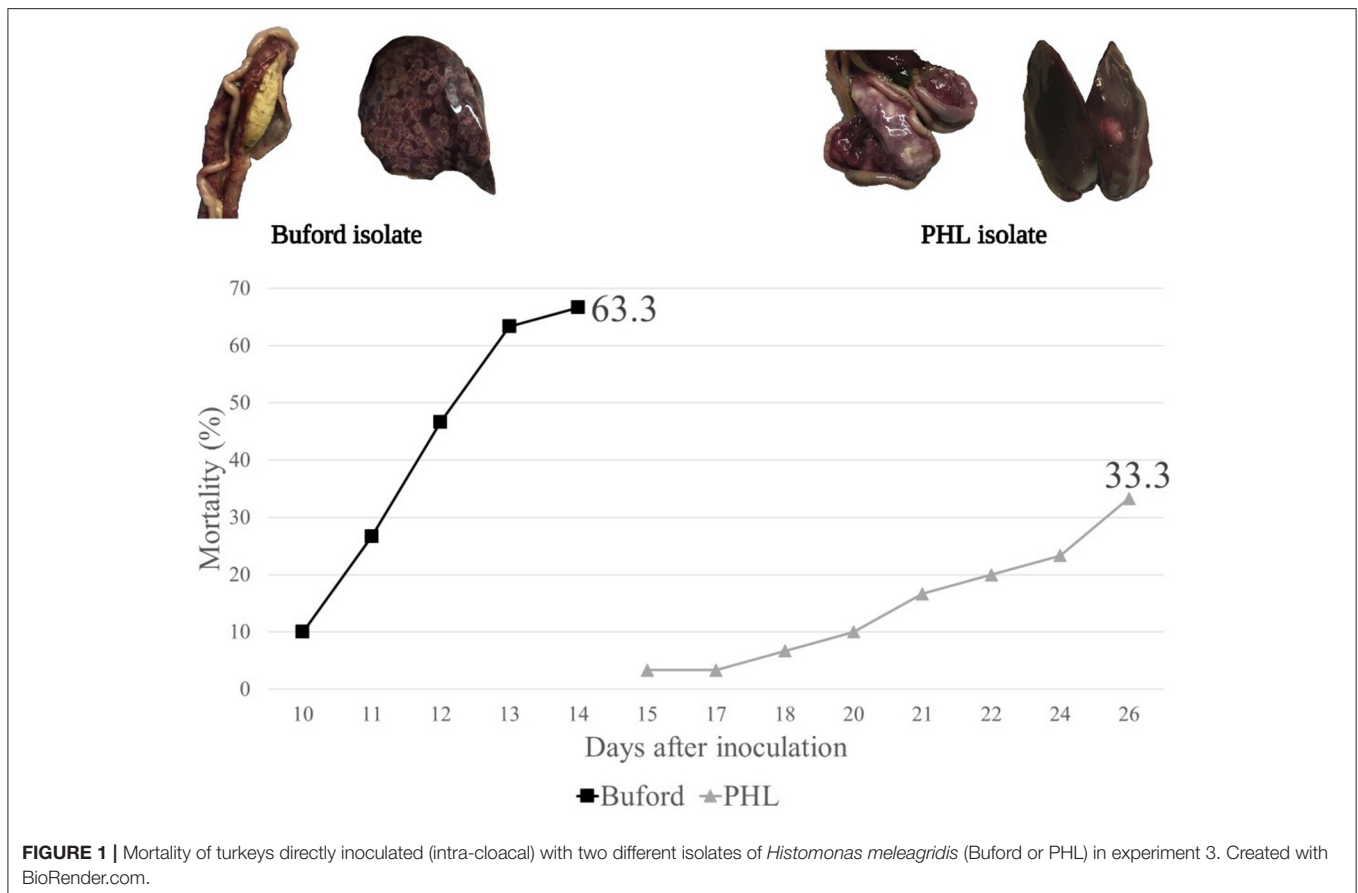 Buford isolate
PHL isolate
70
60
50
40
30
20
10
0
Mortality (%)
63.3
33.3
10 11 12 13 14 15 17 18 20 21 22 24 26
Days after inoculation
Buford PHL
FIGURE 1 | Mortality of turkeys directly inoculated (intra-cloacal) with two different isolates of Histomonas meleagridis (Buford or PHL) in experiment 3. Created with
BioRender.com.